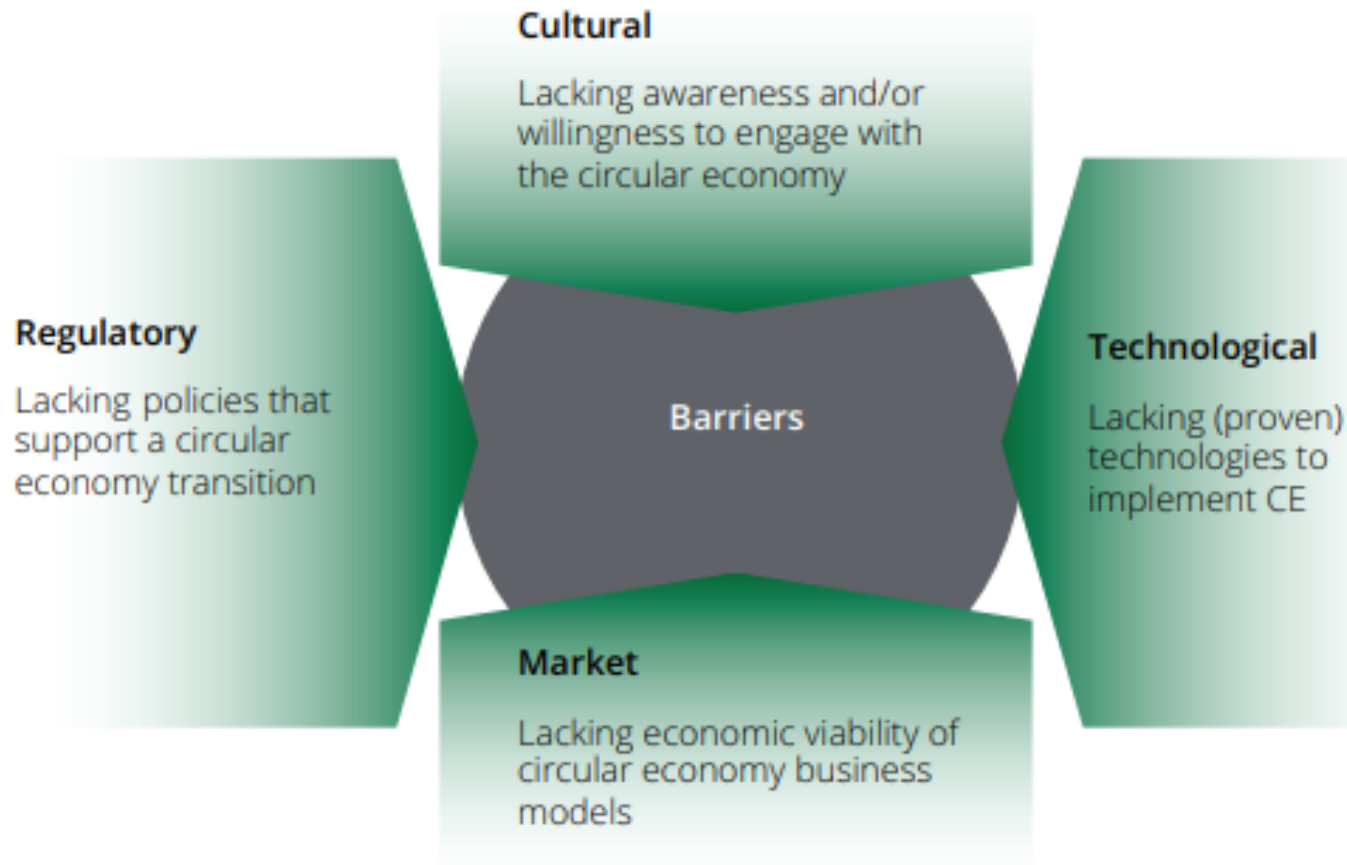 Cultural
Lacking awareness and/or
willingness to engage with
the circular economy
Regulatory
Lacking policies that
support a circular
economy transition
Barriers
Technological
Lacking (proven)
technologies to
implement CE
Market
Lacking economic viability of
circular economy business
models